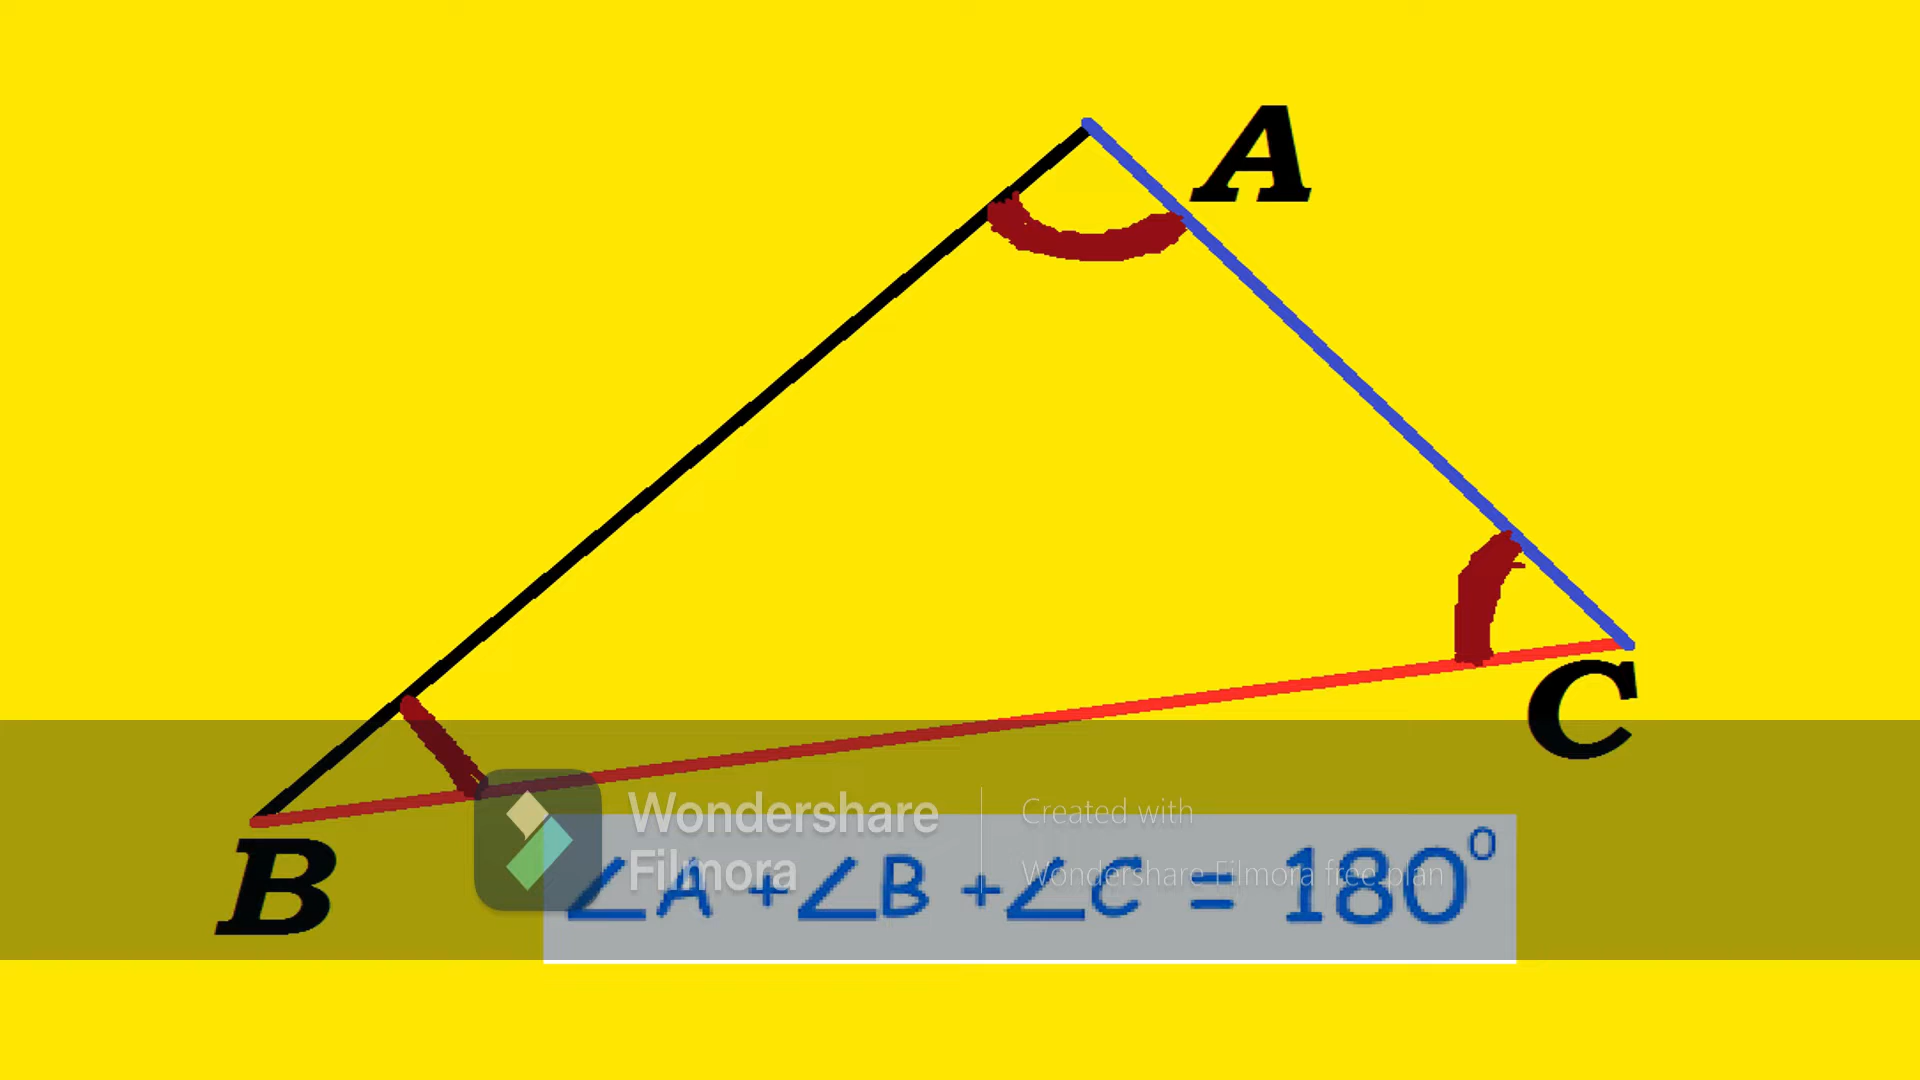 A
C
B
Wondershare
Filmora
Created with
Wondershare Filmora free plan
∠A +∠B +∠C = 180°